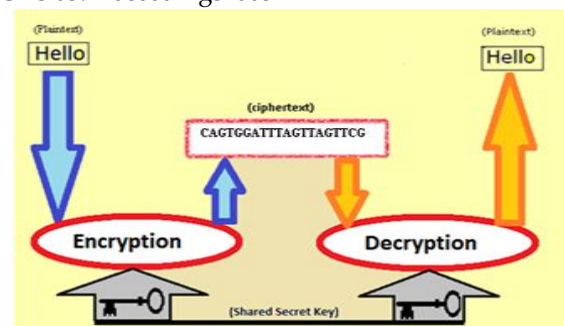 (Plaintext)
Hello
(Plaintext)
Hello
(ciphertext)
CAGTGGATTTAGTTAGTTCG
Encryption
Decryption
(Shared Secret Key)